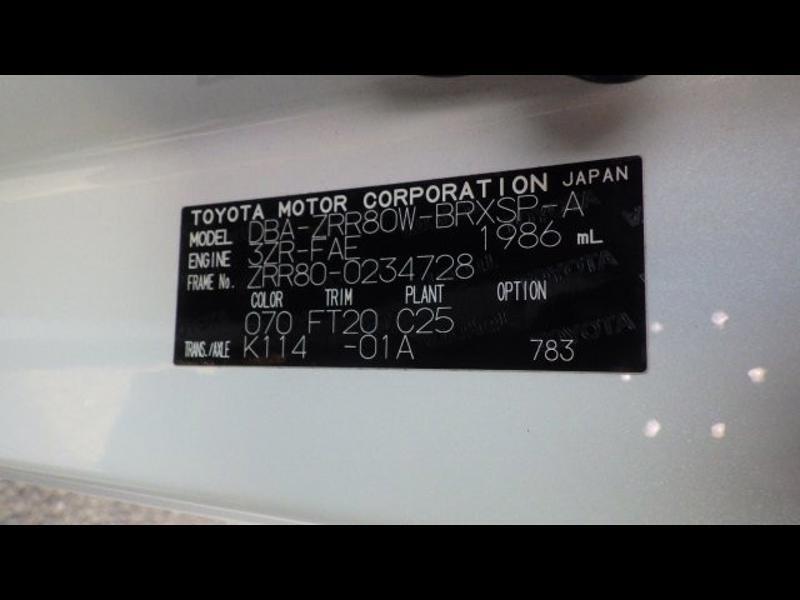 TOYOTA MOTOR CORPORATION JAPAN
MODEL DBA-ZRR80W-BRXSP-A
ENGINE 3ZR-FAE 1986 mL
FRAME No. ZRR80-0234728
COLOR TRIM PLANT OPTION
070 FT20 C25
TRANS./AXLE K114 -01A 783